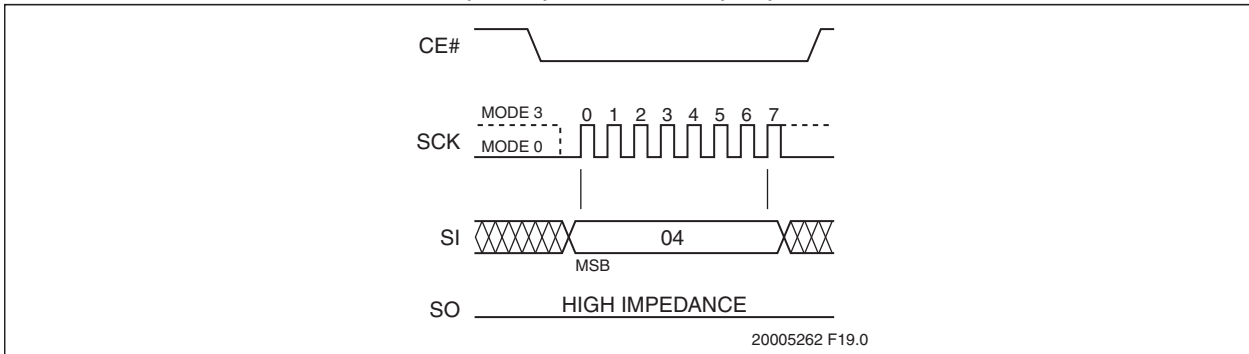 CE#
MODE 3
0 1 2 3 4 5 6 7
SCK
MODE 0
SI
04
MSB
SO
HIGH IMPEDANCE
20005262 F19.0